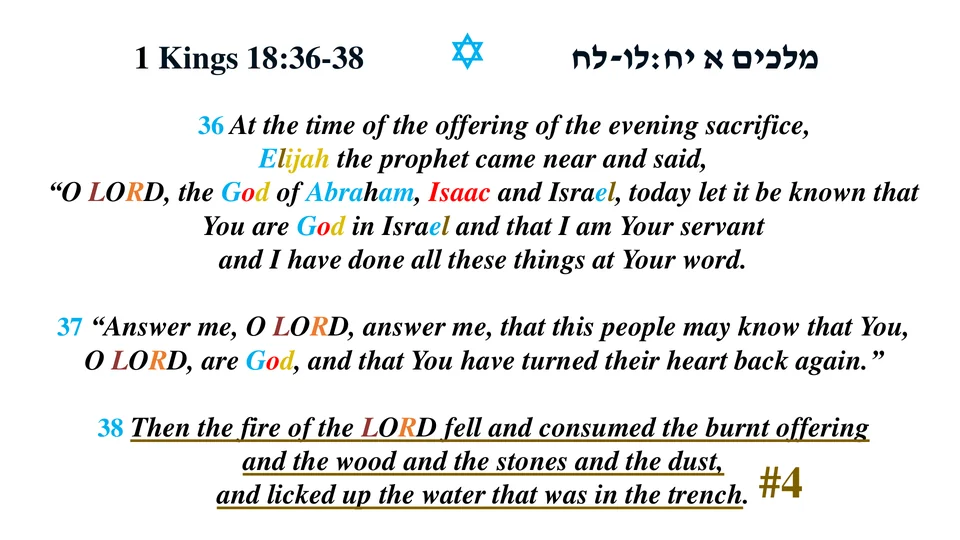 1 Kings 18:36-38 ✡ מלכים א יח:לו-לח
36 At the time of the offering of the evening sacrifice,
Elijah the prophet came near and said,
“O LORD, the God of Abraham, Isaac and Israel, today let it be known that
You are God in Israel and that I am Your servant
and I have done all these things at Your word.
37 “Answer me, O LORD, answer me, that this people may know that You,
O LORD, are God, and that You have turned their heart back again.”
38 Then the fire of the LORD fell and consumed the burnt offering
and the wood and the stones and the dust,
and licked up the water that was in the trench. #4